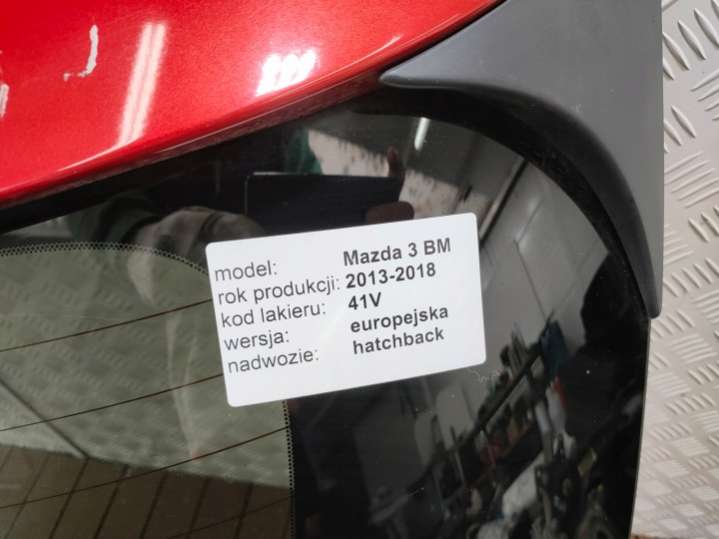 model: Mazda 3 BM
rok produkcji: 2013-2018
kod lakieru: 41V
wersja: europejska
nadwozie: hatchback